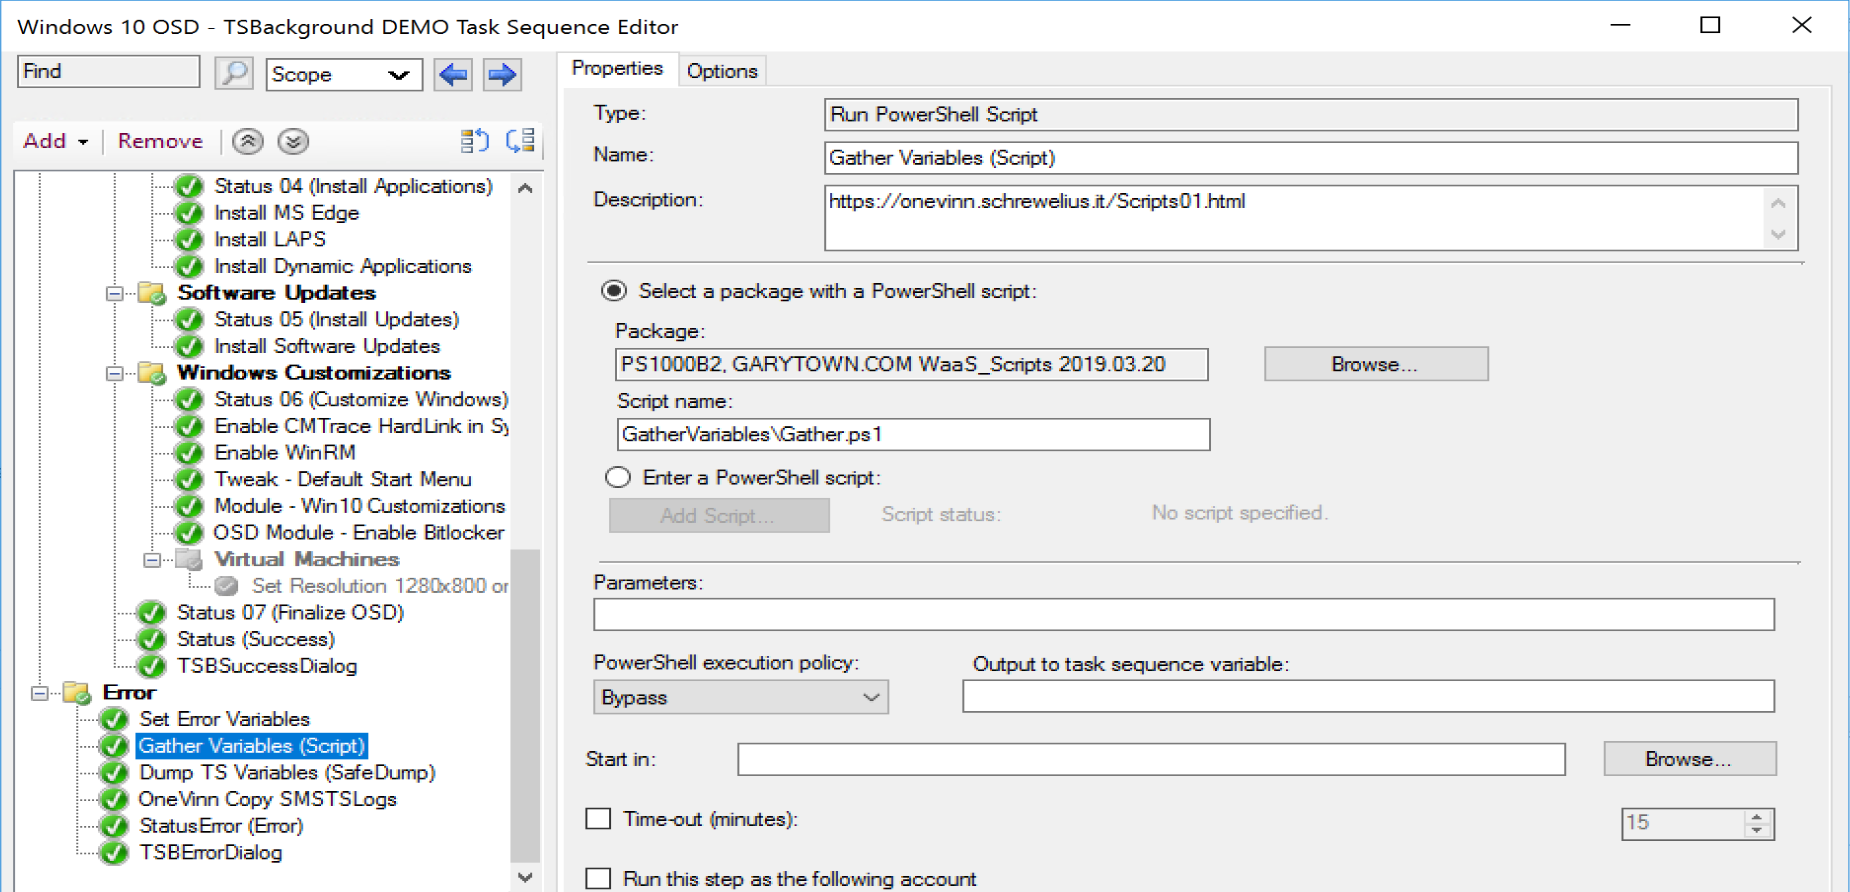 Windows 10 OSD - TSBackground DEMO Task Sequence Editor
Find
Scope
Add
Remove
Status 04 (Install Applications)
Install MS Edge
Install LAPS
Install Dynamic Applications
Software Updates
Status 05 (Install Updates)
Install Software Updates
Windows Customizations
Status 06 (Customize Windows)
Enable CMTrace HardLink in Sy
Enable WinRM
Tweak - Default Start Menu
Module - Win10 Customizations
OSD Module - Enable Bitlocker
Virtual Machines
Set Resolution 1280x800 or
Status 07 (Finalize OSD)
Status (Success)
TSBSuccessDialog
Error
Set Error Variables
Gather Variables (Script)
Dump TS Variables (SafeDump)
OneVinn Copy SMSTSLogs
StatusError (Error)
TSBErrorDialog
Properties
Options
Type:
Run PowerShell Script
Name:
Gather Variables (Script)
Description:
https://onevinn.schrewelius.it/Scripts01.html
Select a package with a PowerShell script:
Package:
PS1000B2, GARYTOWN.COM WaaS_Scripts 2019.03.20
Browse...
Script name:
GatherVariables\Gather.ps1
Enter a PowerShell script:
Add Script...
Script status:
No script specified.
Parameters:
PowerShell execution policy:
Output to task sequence variable:
Bypass
Start in:
Browse...
Time-out (minutes):
15
Run this step as the following account